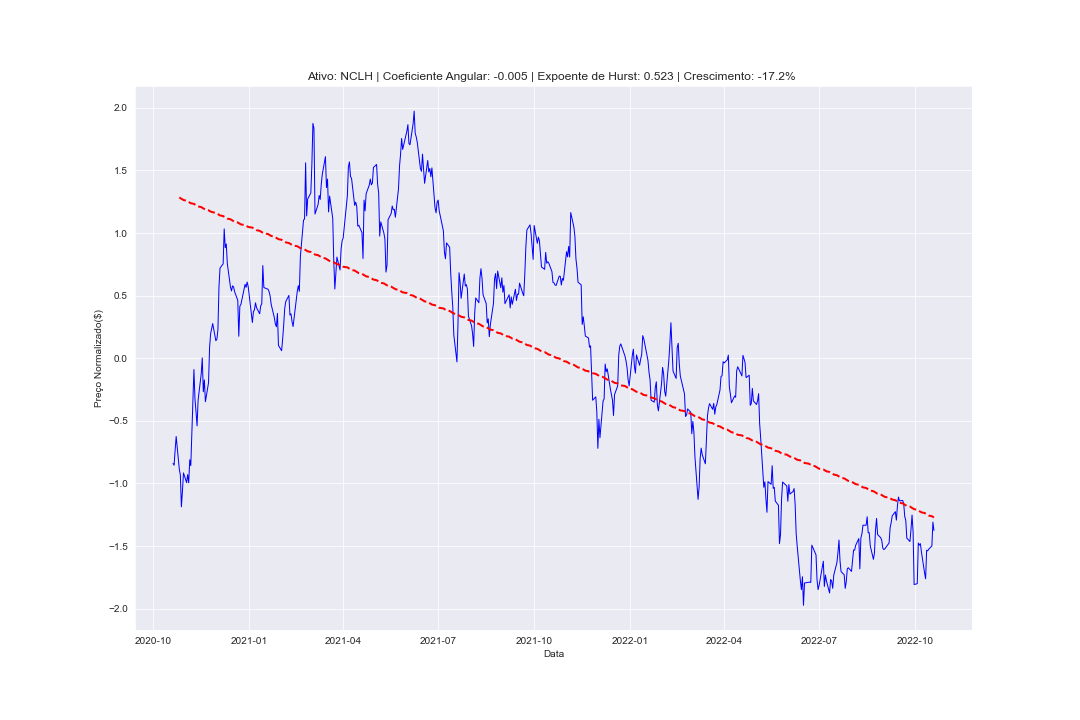 Ativo: NCLH | Coeficiente Angular: -0.005 | Expoente de Hurst: 0.523 | Crescimento: -17.2%
Preço Normalizado($)
2.0
1.5
1.0
0.5
0.0
−0.5
−1.0
−1.5
−2.0
2020-10 2021-01 2021-04 2021-07 2021-10 2022-01 2022-04 2022-07 2022-10
Data